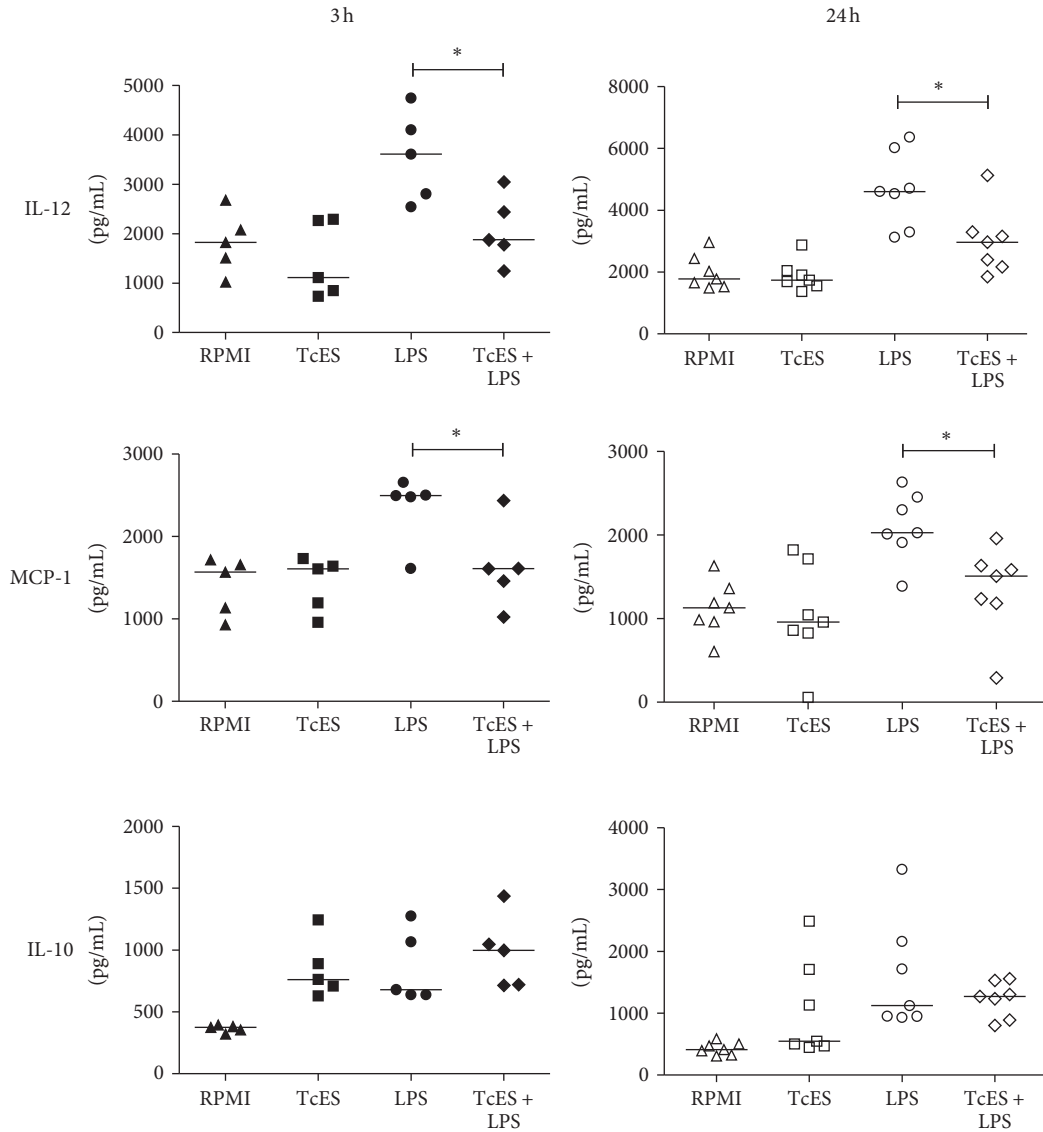 3 h
24 h
IL-12
(pg/mL)
5000
4000
3000
2000
1000
0
*
RPMI
TcES
LPS
TcES +
LPS
(pg/mL)
8000
6000
4000
2000
0
*
RPMI
TcES
LPS
TcES +
LPS
MCP-1
(pg/mL)
3000
2000
1000
0
*
RPMI
TcES
LPS
TcES +
LPS
(pg/mL)
3000
2000
1000
0
*
RPMI
TcES
LPS
TcES +
LPS
IL-10
(pg/mL)
2000
1500
1000
500
0
RPMI
TcES
LPS
TcES +
LPS
(pg/mL)
4000
3000
2000
1000
0
RPMI
TcES
LPS
TcES +
LPS